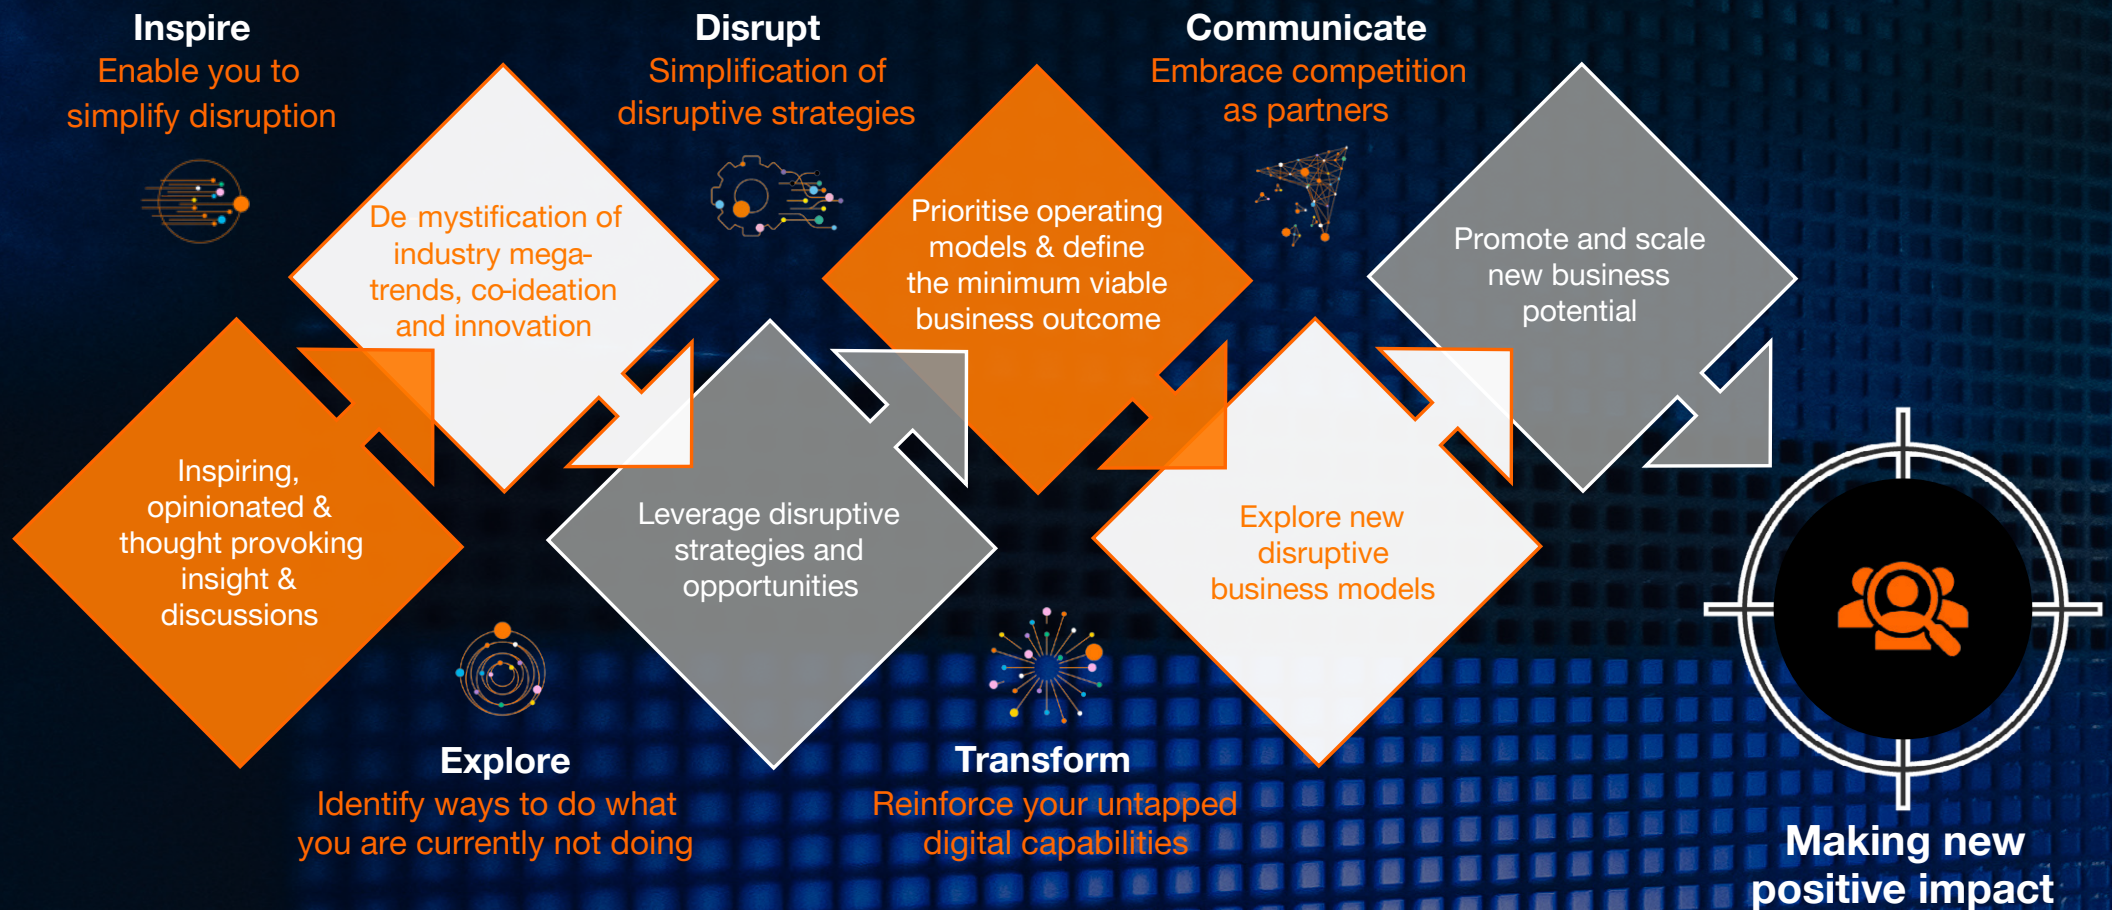 Inspire
Enable you to
simplify disruption
Disrupt
Simplification of
disruptive strategies
Communicate
Embrace competition
as partners
De mystification of
industry mega-
trends, co-ideation
and innovation
Prioritise operating
models & define
the minimum viable
business outcome
Promote and scale
new business
potential
Inspiring,
opinionated &
thought provoking
insight &
discussions
Leverage disruptive
strategies and
opportunities
Explore new
disruptive
business models
Explore
Identify ways to do what
you are currently not doing
Transform
Reinforce your untapped
digital capabilities
Making new
positive impact